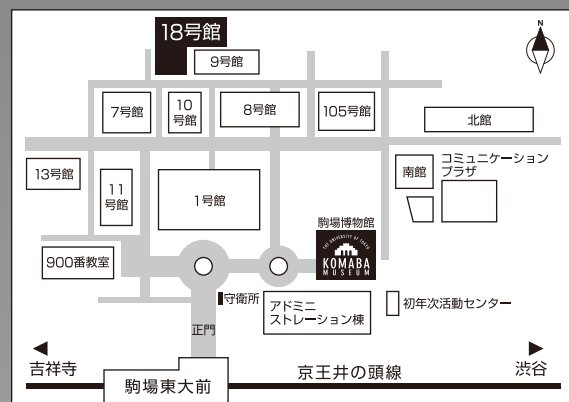 18号館
N
9号館
7号館
10
号館
8号館
105号館
北館
13号館
11
号館
1号館
南館
コミュニケーション
プラザ
駒場博物館
THE UNIVERSITY OF TOKYO
KOMABA
MUSEUM
900番教室
守衛所
アドミニ
ストレーション棟
初年次活動センター
正門
吉祥寺
京王井の頭線
渋谷
駒場東大前